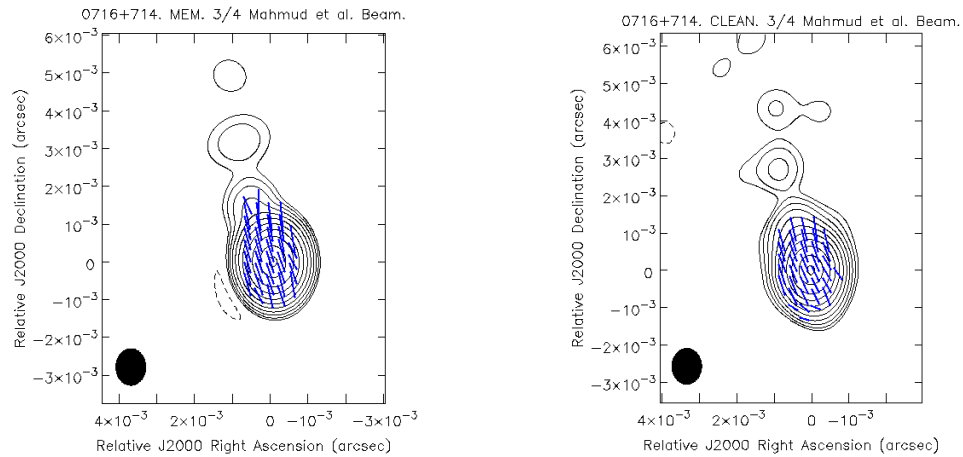 0716+714. MEM. 3/4 Mahmud et al. Beam.
6×10⁻³
5×10⁻³
4×10⁻³
3×10⁻³
2×10⁻³
10⁻³
0
−10⁻³
−2×10⁻³
−3×10⁻³
Relative J2000 Declination (arcsec)
4×10⁻³ 2×10⁻³ 0 −10⁻³ −3×10⁻³
Relative J2000 Right Ascension (arcsec)
0716+714. CLEAN. 3/4 Mahmud et al. Beam.
6×10⁻³
5×10⁻³
4×10⁻³
3×10⁻³
2×10⁻³
10⁻³
0
−10⁻³
−2×10⁻³
−3×10⁻³
Relative J2000 Declination (arcsec)
4×10⁻³ 2×10⁻³ 0 −10⁻³
Relative J2000 Right Ascension (arcsec)